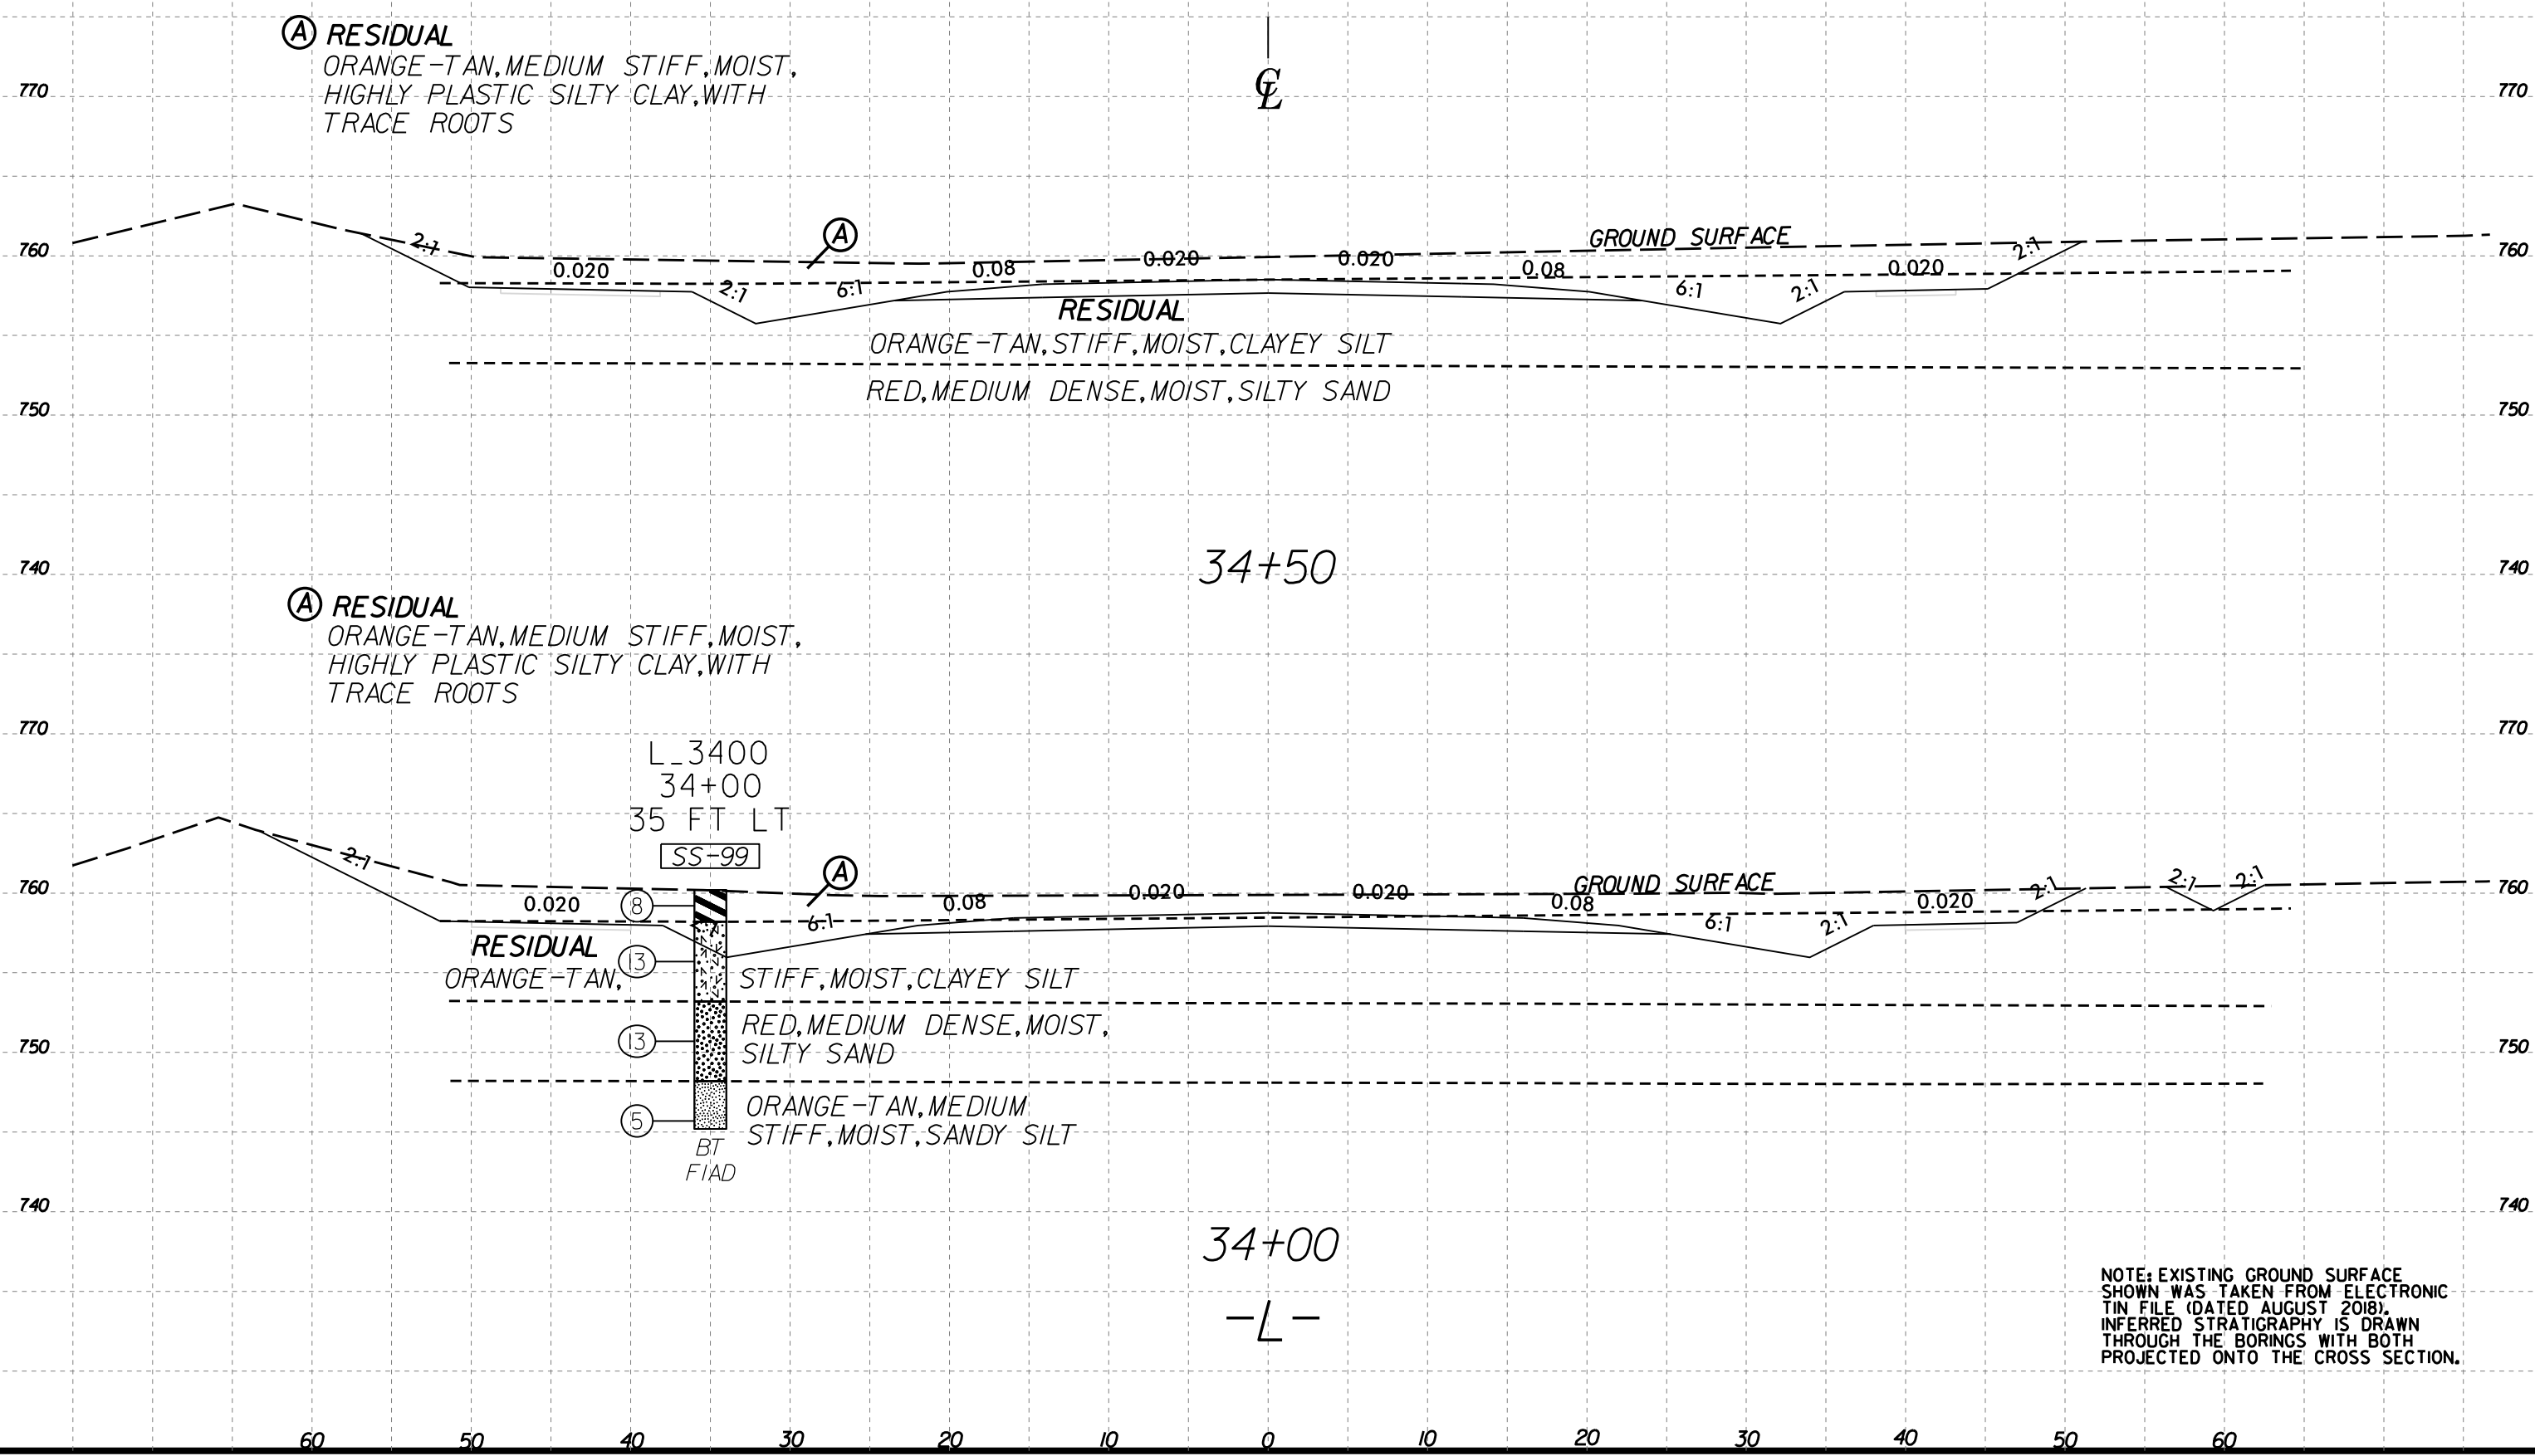 Ⓐ RESIDUAL
ORANGE-TAN, MEDIUM STIFF, MOIST,
HIGHLY PLASTIC SILTY CLAY, WITH
TRACE ROOTS
℄
770 770
Ⓐ
GROUND SURFACE
760 760
2:1 0.020 2:1 6:1 0.08 0.020 0.020 0.08 6:1 2:1 0.020 2:1
RESIDUAL
ORANGE-TAN, STIFF, MOIST, CLAYEY SILT
RED, MEDIUM DENSE, MOIST, SILTY SAND
750 750
34+50
740 740
Ⓐ RESIDUAL
ORANGE-TAN, MEDIUM STIFF, MOIST,
HIGHLY PLASTIC SILTY CLAY, WITH
TRACE ROOTS
770 770
L_3400
34+00
35 FT LT
SS-99
Ⓐ
GROUND SURFACE
760 760
2:1 0.020 6:1 0.08 0.020 0.020 0.08 6:1 2:1 0.020 2:1 2:1 2:1
8
RESIDUAL
13
ORANGE-TAN, STIFF, MOIST, CLAYEY SILT
RED, MEDIUM DENSE, MOIST,
SILTY SAND
13
750 750
ORANGE-TAN, MEDIUM
STIFF, MOIST, SANDY SILT
5
BT
FIAD
740 740
34+00
-L-
NOTE: EXISTING GROUND SURFACE
SHOWN WAS TAKEN FROM ELECTRONIC
TIN FILE (DATED AUGUST 2018).
INFERRED STRATIGRAPHY IS DRAWN
THROUGH THE BORINGS WITH BOTH
PROJECTED ONTO THE CROSS SECTION.
60 50 40 30 20 10 0 10 20 30 40 50 60